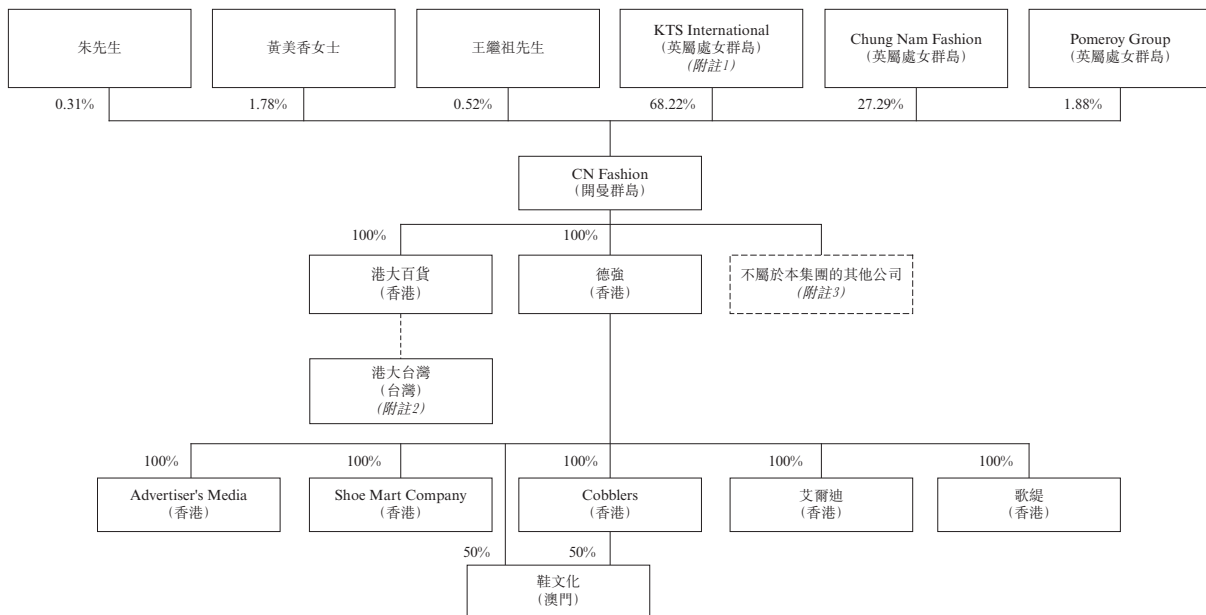 朱先生
黃美香女士
王繼祖先生
KTS International
(英屬處女群島)
(附註1)
Chung Nam Fashion
(英屬處女群島)
Pomeroy Group
(英屬處女群島)
0.31%
1.78%
0.52%
68.22%
27.29%
1.88%
CN Fashion
(開曼群島)
100%
100%
港大百貨
(香港)
德強
(香港)
不屬於本集團的其他公司
(附註3)
港大台灣
(台灣)
(附註2)
100%
100%
100%
100%
100%
Advertiser's Media
(香港)
Shoe Mart Company
(香港)
Cobblers
(香港)
艾爾迪
(香港)
歌緹
(香港)
50%
50%
鞋文化
(澳門)